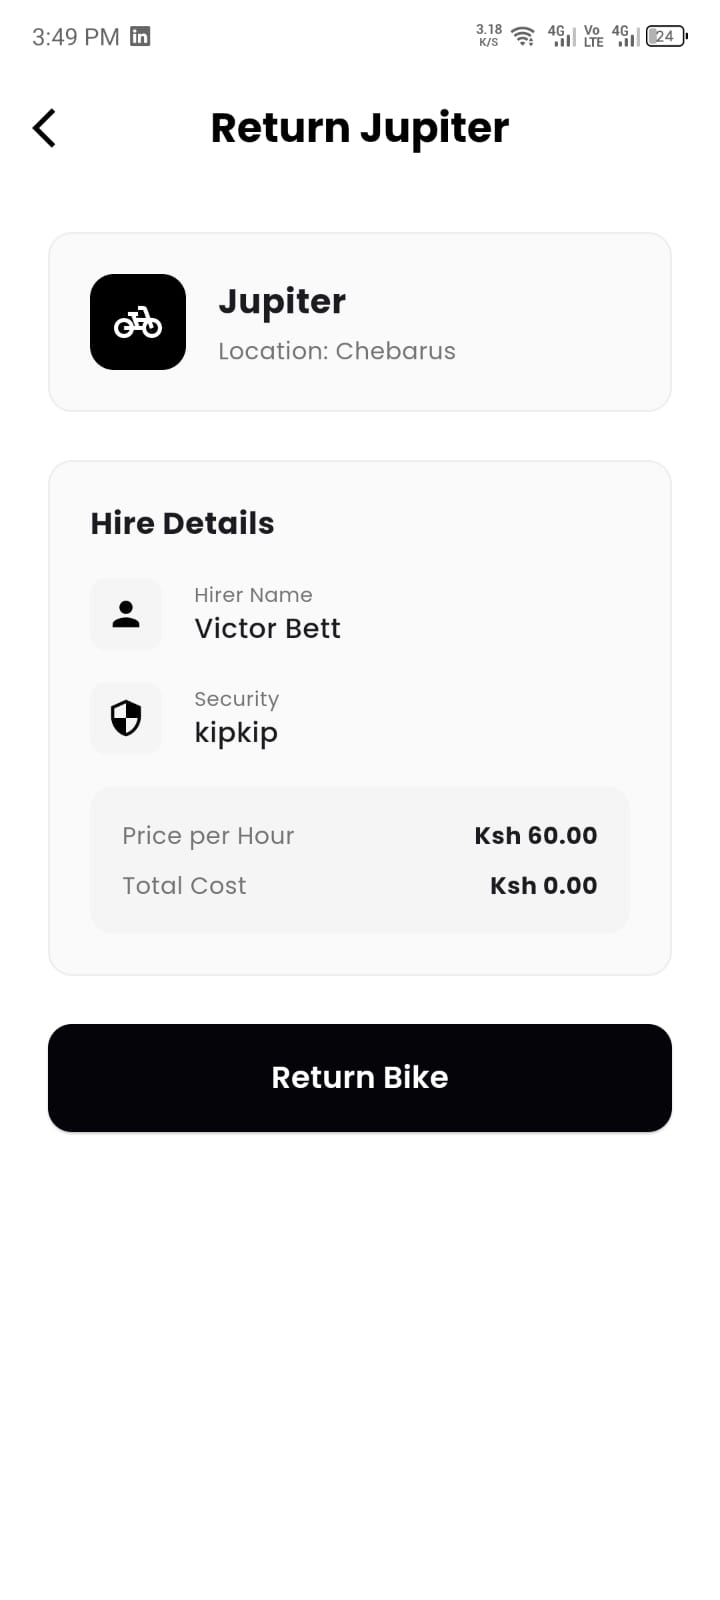 3:49 PM in 3.18 K/S 4G Vo LTE 4G 24
Return Jupiter
Jupiter
Location: Chebarus
Hire Details
Hirer Name
Victor Bett
Security
kipkip
Price per Hour Ksh 60.00
Total Cost Ksh 0.00
Return Bike